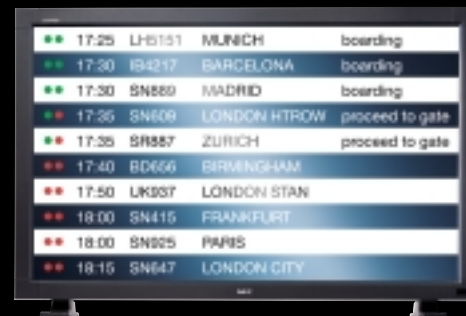 17:25 LH5151 MUNICH boarding
17:30 IB4217 BARCELONA boarding
17:30 SN689 MADRID boarding
17:35 SN609 LONDON HTROW proceed to gate
17:35 SR887 ZURICH proceed to gate
17:40 BD656 BIRMINGHAM
17:50 UK937 LONDON STAN
18:00 SN415 FRANKFURT
18:00 SN925 PARIS
18:15 SN647 LONDON CITY
NEC